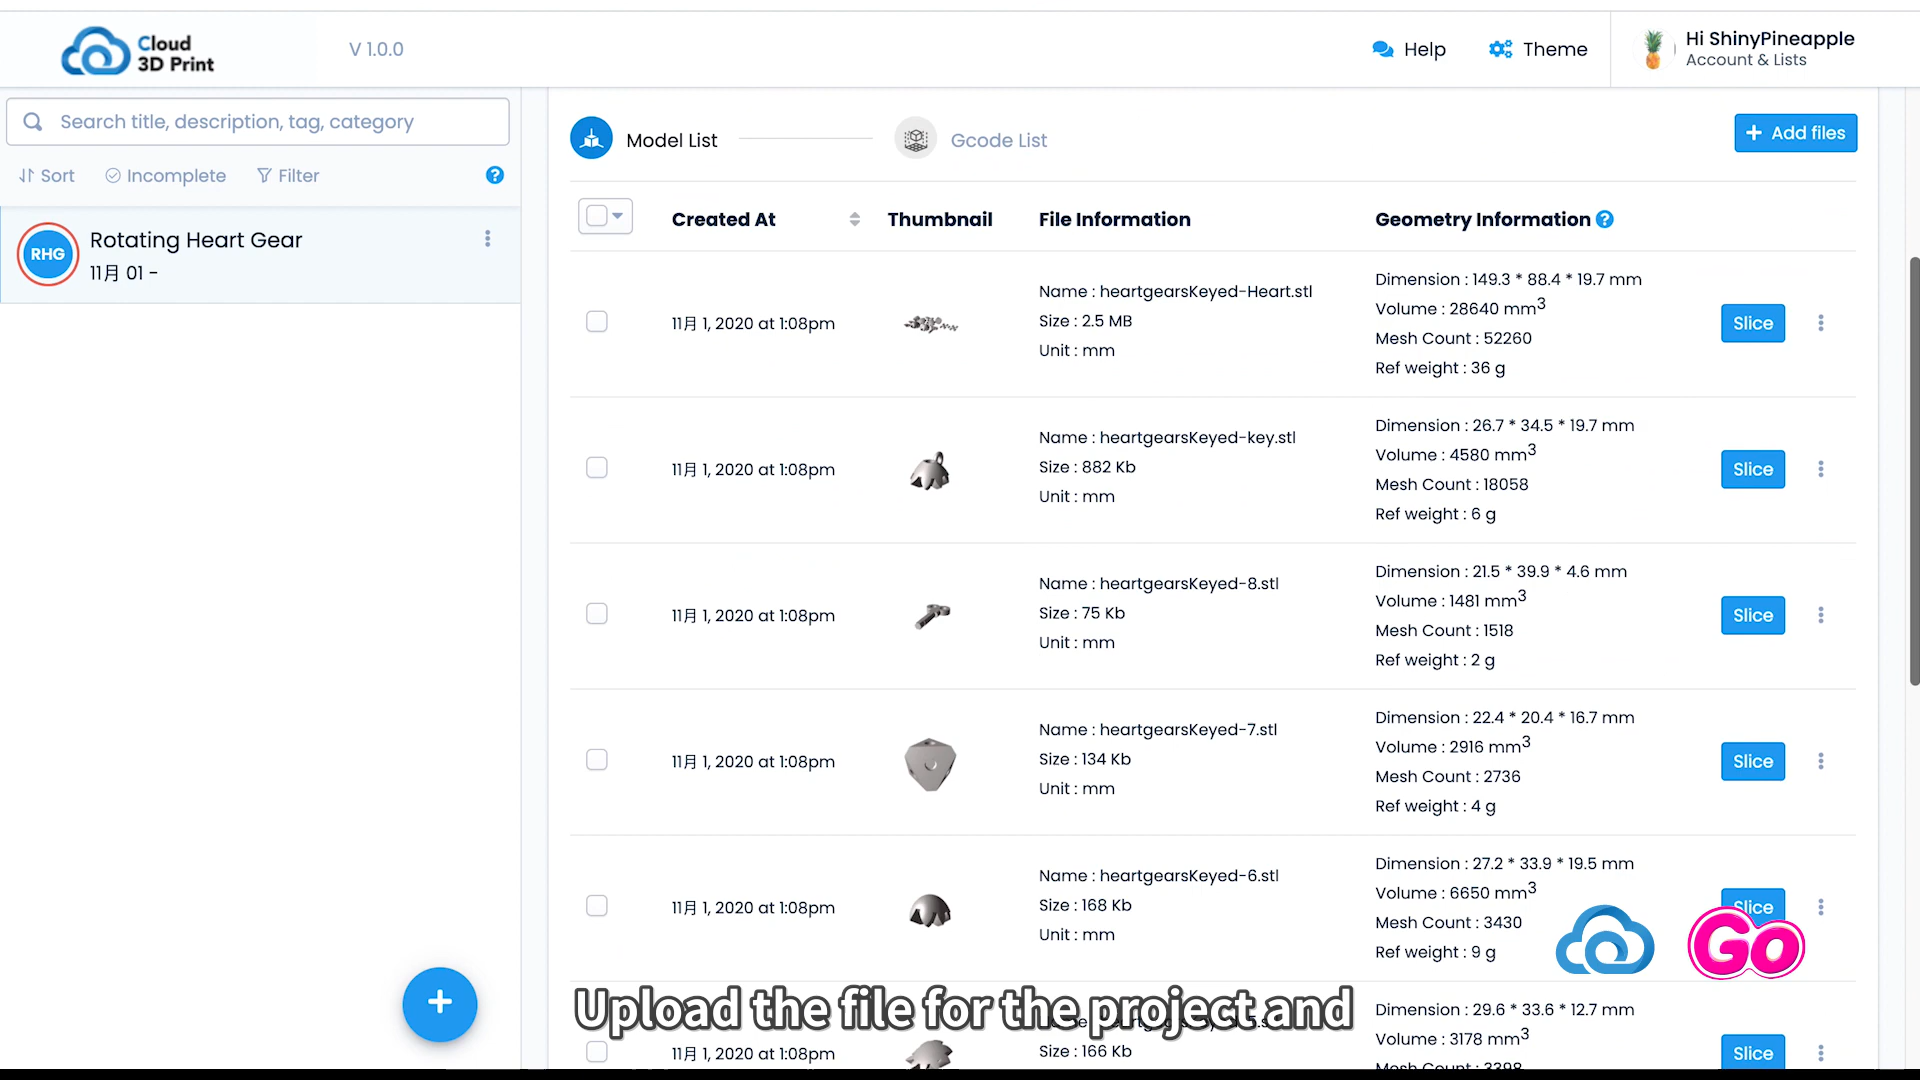 Cloud
3D Print
V 1.0.0
Help
Theme
Hi ShinyPineapple
Account & Lists
Search title, description, tag, category
Sort
Incomplete
Filter
?
RHG
Rotating Heart Gear
11月 01 -
+
Model List
Gcode List
+ Add files
Created At
Thumbnail
File Information
Geometry Information ?
11月 1, 2020 at 1:08pm
Name : heartgearsKeyed-Heart.stl
Size : 2.5 MB
Unit : mm
Dimension : 149.3 * 88.4 * 19.7 mm
Volume : 28640 mm3
Mesh Count : 52260
Ref weight : 36 g
Slice
11月 1, 2020 at 1:08pm
Name : heartgearsKeyed-key.stl
Size : 882 Kb
Unit : mm
Dimension : 26.7 * 34.5 * 19.7 mm
Volume : 4580 mm3
Mesh Count : 18058
Ref weight : 6 g
Slice
11月 1, 2020 at 1:08pm
Name : heartgearsKeyed-8.stl
Size : 75 Kb
Unit : mm
Dimension : 21.5 * 39.9 * 4.6 mm
Volume : 1481 mm3
Mesh Count : 1518
Ref weight : 2 g
Slice
11月 1, 2020 at 1:08pm
Name : heartgearsKeyed-7.stl
Size : 134 Kb
Unit : mm
Dimension : 22.4 * 20.4 * 16.7 mm
Volume : 2916 mm3
Mesh Count : 2736
Ref weight : 4 g
Slice
11月 1, 2020 at 1:08pm
Name : heartgearsKeyed-6.stl
Size : 168 Kb
Unit : mm
Dimension : 27.2 * 33.9 * 19.5 mm
Volume : 6650 mm3
Mesh Count : 3430
Ref weight : 9 g
Slice
Go
Upload the file for the project and
11月 1, 2020 at 1:08pm
Size : 166 Kb
Dimension : 29.6 * 33.6 * 12.7 mm
Volume : 3178 mm3
Mesh Count : 3398
Slice